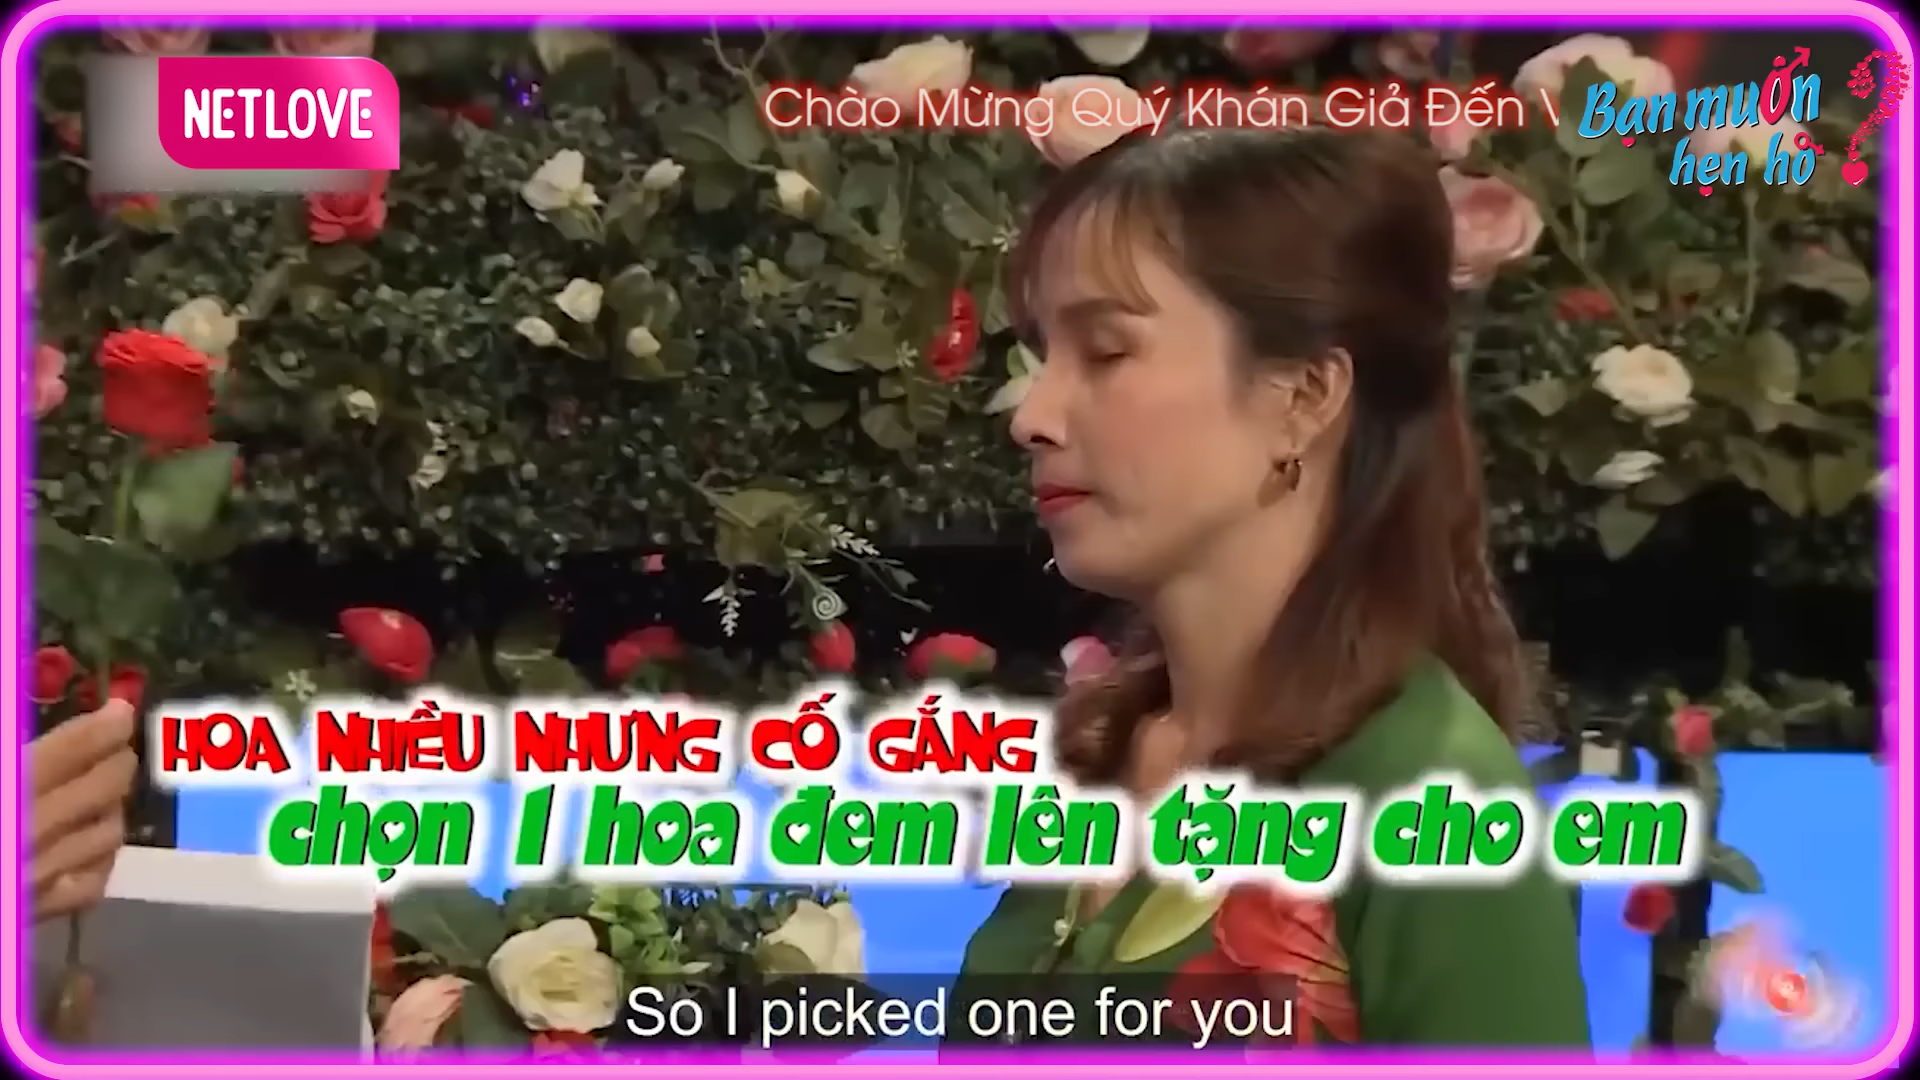 NETLOVE
Chào Mừng Quý Khán Giả Đến V
Bạn muốn
hẹn hò
HOA NHIỀU NHƯNG CỐ GẮNG
chọn 1 hoa đem lên tặng cho em
So I picked one for you